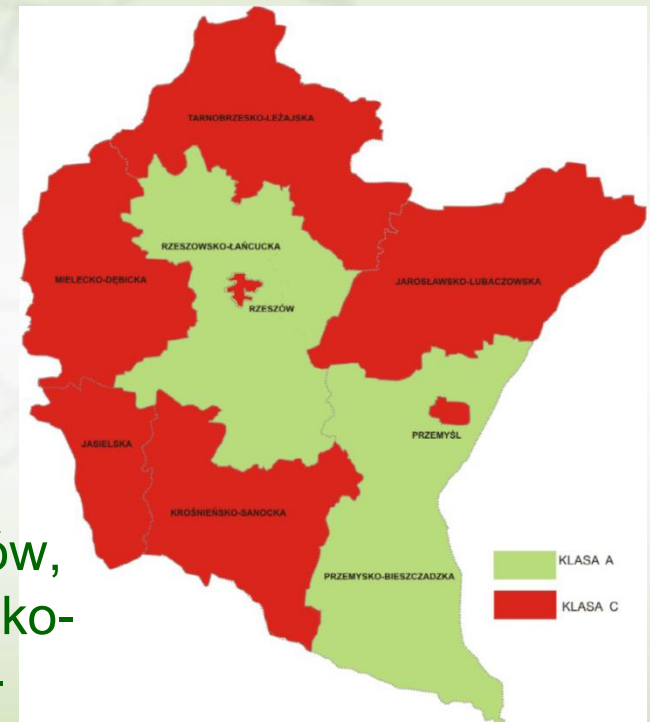 TARNOBRZESKO-LEŻAJSKA
RZESZOWSKO-ŁAŃCUCKA
MIELECKO-DĘBICKA
JAROSŁAWSKO-LUBACZOWSKA
RZESZÓW
PRZEMYŚL
JASIELSKA
KROŚNIEŃSKO-SANOCKA
PRZEMYSKO-BIESZCZADZKA
KLASA A
KLASA C
ów,
ko-